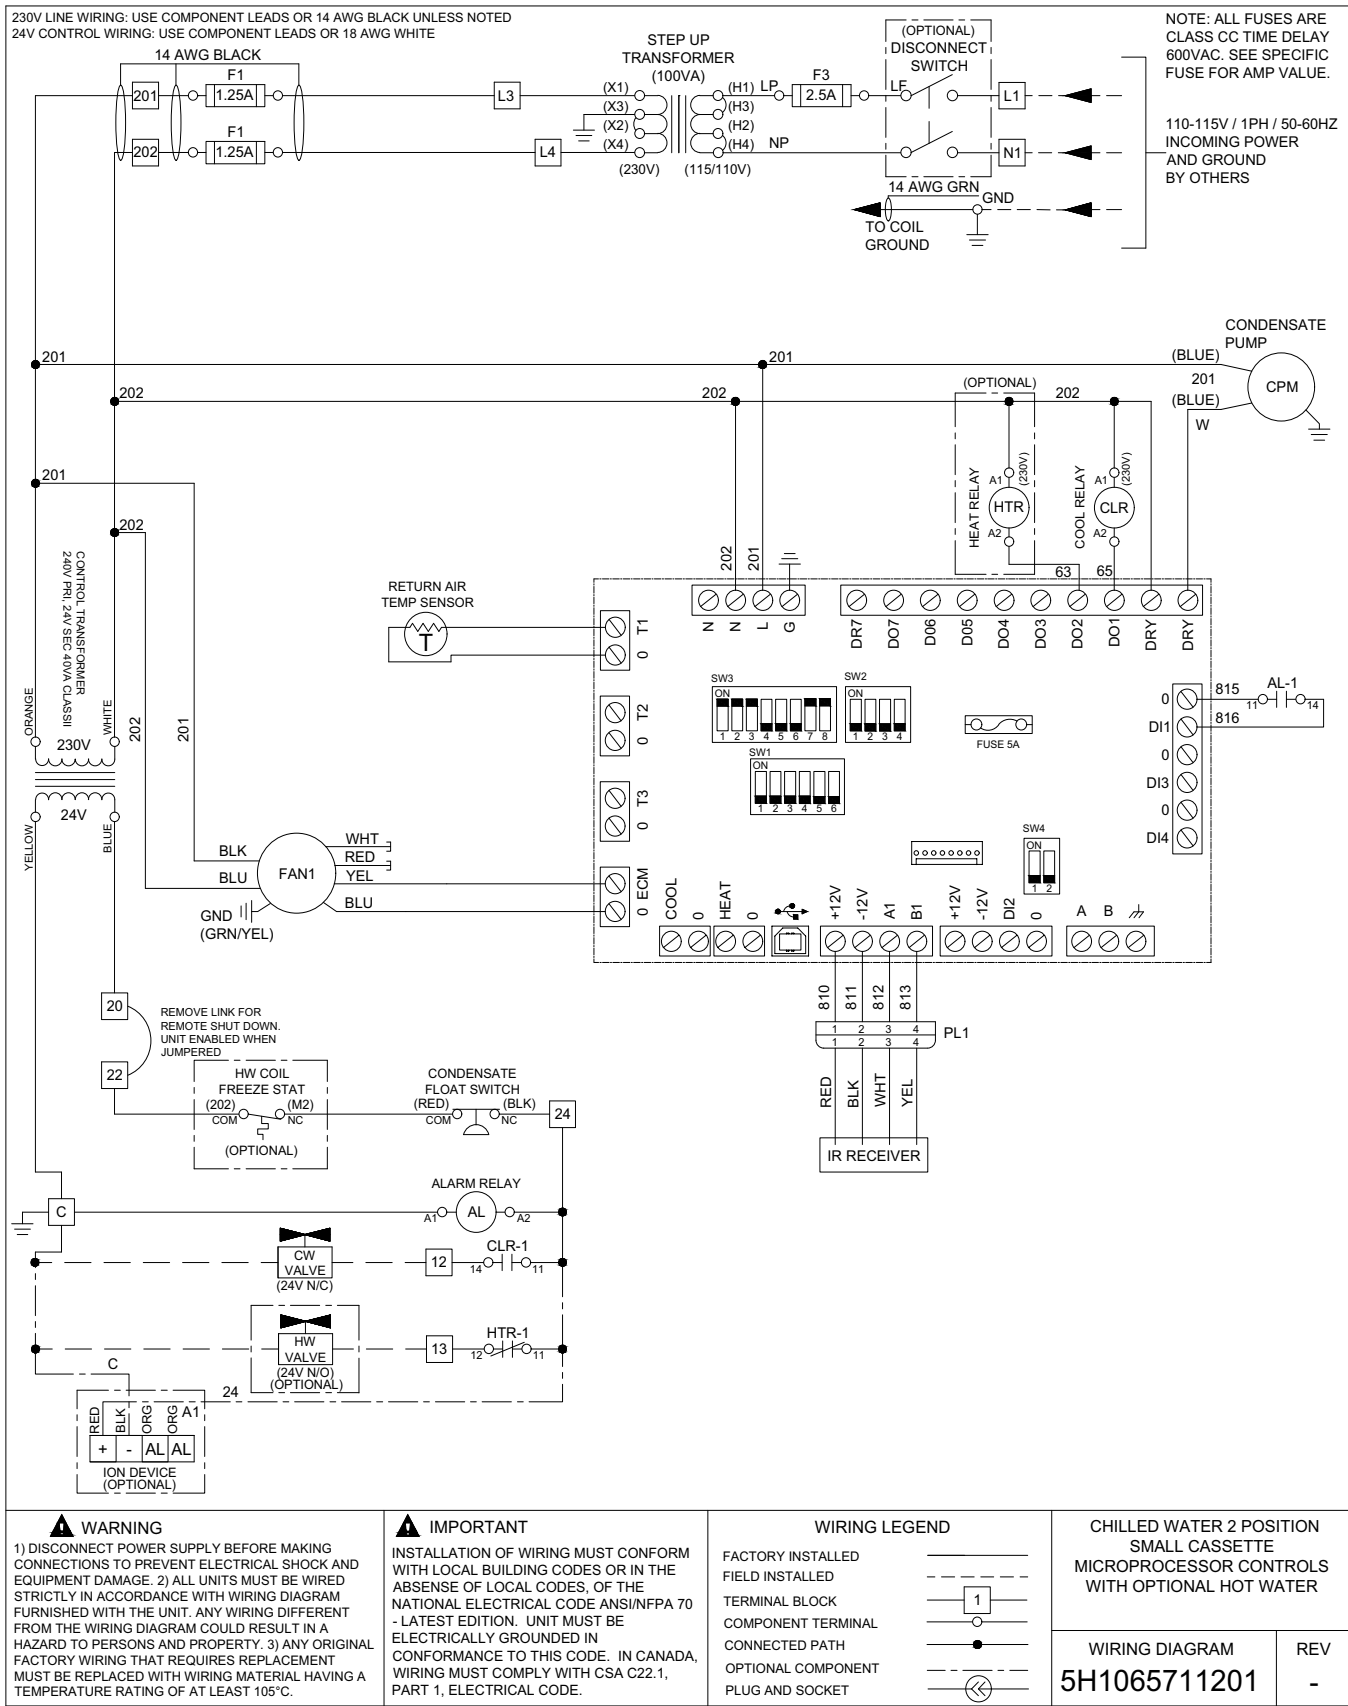 230V LINE WIRING: USE COMPONENT LEADS OR 14 AWG BLACK UNLESS NOTED
24V CONTROL WIRING: USE COMPONENT LEADS OR 18 AWG WHITE
14 AWG BLACK
201
F1
1.25A
202
F1
1.25A
L3
L4
STEP UP
TRANSFORMER
(100VA)
(X1)
(X3)
(X2)
(X4)
(230V)
(H1)
(H3)
(H2)
(H4)
(115/110V)
LP
F3
2.5A
NP
(OPTIONAL)
DISCONNECT
SWITCH
LF
L1
N1
14 AWG GRN
GND
TO COIL
GROUND
NOTE: ALL FUSES ARE
CLASS CC TIME DELAY
600VAC. SEE SPECIFIC
FUSE FOR AMP VALUE.
110-115V / 1PH / 50-60HZ
INCOMING POWER
AND GROUND
BY OTHERS
CONDENSATE
PUMP
201
201
(BLUE)
201
(BLUE)
W
CPM
202
202
(OPTIONAL)
202
201
202
HEAT RELAY
A1
(230V)
HTR
A2
COOL RELAY
A1
(230V)
CLR
A2
63
65
202
201
CONTROL TRANSFORMER
240V PRI, 24V SEC 40VA CLASSII
ORANGE
WHITE
202
201
230V
24V
YELLOW
BLUE
RETURN AIR
TEMP SENSOR
T
T1
0
T2
0
T3
0
ECM
0
N
N
L
G
DR7
DO7
D06
D05
DO4
DO3
DO2
DO1
DRY
DRY
SW3
ON
1 2 3 4 5 6 7 8
SW2
ON
1 2 3 4
SW1
ON
1 2 3 4 5 6
FUSE 5A
SW4
ON
1 2
0
DI1
0
DI3
0
DI4
815
816
AL-1
11
14
BLK
BLU
FAN1
WHT
RED
YEL
BLU
GND
(GRN/YEL)
COOL
0
HEAT
0
+12V
-12V
A1
B1
+12V
-12V
DI2
0
A
B
810
811
812
813
1 2 3 4
1 2 3 4
PL1
RED
BLK
WHT
YEL
IR RECEIVER
20
22
REMOVE LINK FOR
REMOTE SHUT DOWN.
UNIT ENABLED WHEN
JUMPERED
HW COIL
FREEZE STAT
(202)
(M2)
COM
NC
(OPTIONAL)
CONDENSATE
FLOAT SWITCH
(RED)
(BLK)
COM
NC
24
ALARM RELAY
C
A1
AL
A2
CW
VALVE
(24V N/C)
12
14
CLR-1
11
HW
VALVE
(24V N/O)
(OPTIONAL)
13
12
HTR-1
11
C
24
RED
BLK
ORG
ORG
A1
+ - AL AL
ION DEVICE
(OPTIONAL)
WARNING
1) DISCONNECT POWER SUPPLY BEFORE MAKING
CONNECTIONS TO PREVENT ELECTRICAL SHOCK AND
EQUIPMENT DAMAGE. 2) ALL UNITS MUST BE WIRED
STRICTLY IN ACCORDANCE WITH WIRING DIAGRAM
FURNISHED WITH THE UNIT. ANY WIRING DIFFERENT
FROM THE WIRING DIAGRAM COULD RESULT IN A
HAZARD TO PERSONS AND PROPERTY. 3) ANY ORIGINAL
FACTORY WIRING THAT REQUIRES REPLACEMENT
MUST BE REPLACED WITH WIRING MATERIAL HAVING A
TEMPERATURE RATING OF AT LEAST 105°C.
IMPORTANT
INSTALLATION OF WIRING MUST CONFORM
WITH LOCAL BUILDING CODES OR IN THE
ABSENSE OF LOCAL CODES, OF THE
NATIONAL ELECTRICAL CODE ANSI/NFPA 70
- LATEST EDITION. UNIT MUST BE
ELECTRICALLY GROUNDED IN
CONFORMANCE TO THIS CODE. IN CANADA,
WIRING MUST COMPLY WITH CSA C22.1,
PART 1, ELECTRICAL CODE.
WIRING LEGEND
FACTORY INSTALLED
FIELD INSTALLED
TERMINAL BLOCK
1
COMPONENT TERMINAL
CONNECTED PATH
OPTIONAL COMPONENT
PLUG AND SOCKET
CHILLED WATER 2 POSITION
SMALL CASSETTE
MICROPROCESSOR CONTROLS
WITH OPTIONAL HOT WATER
WIRING DIAGRAM
5H1065711201
REV
-